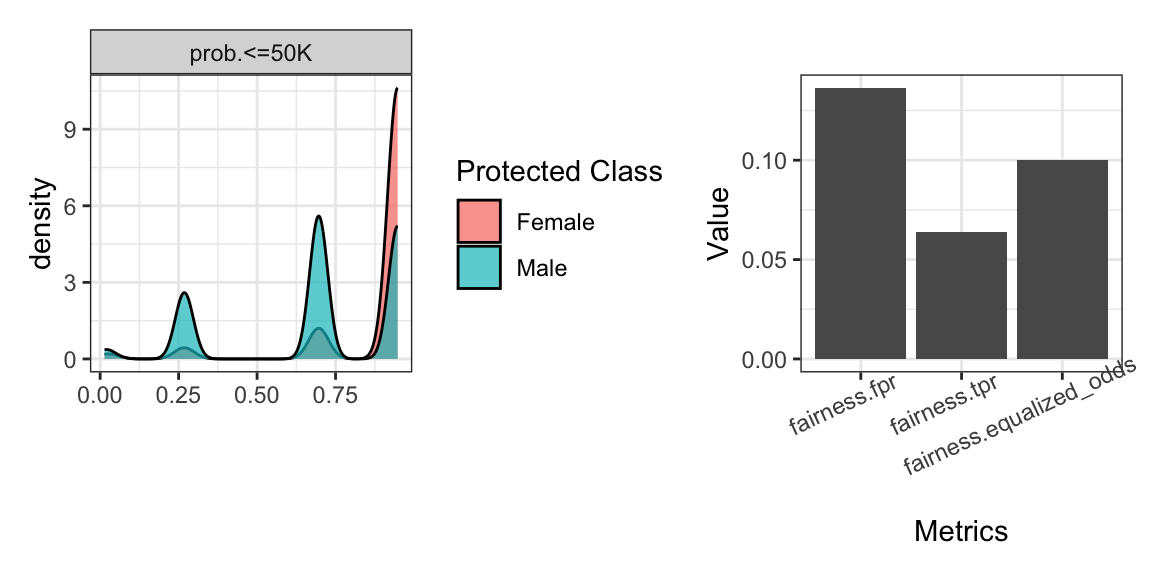 prob.<=50K
density
9
6
3
0
0.00 0.25 0.50 0.75
Protected Class
Female
Male
Value
0.10
0.05
0.00
fairness.fpr
fairness.tpr
fairness.equalized_odds
Metrics